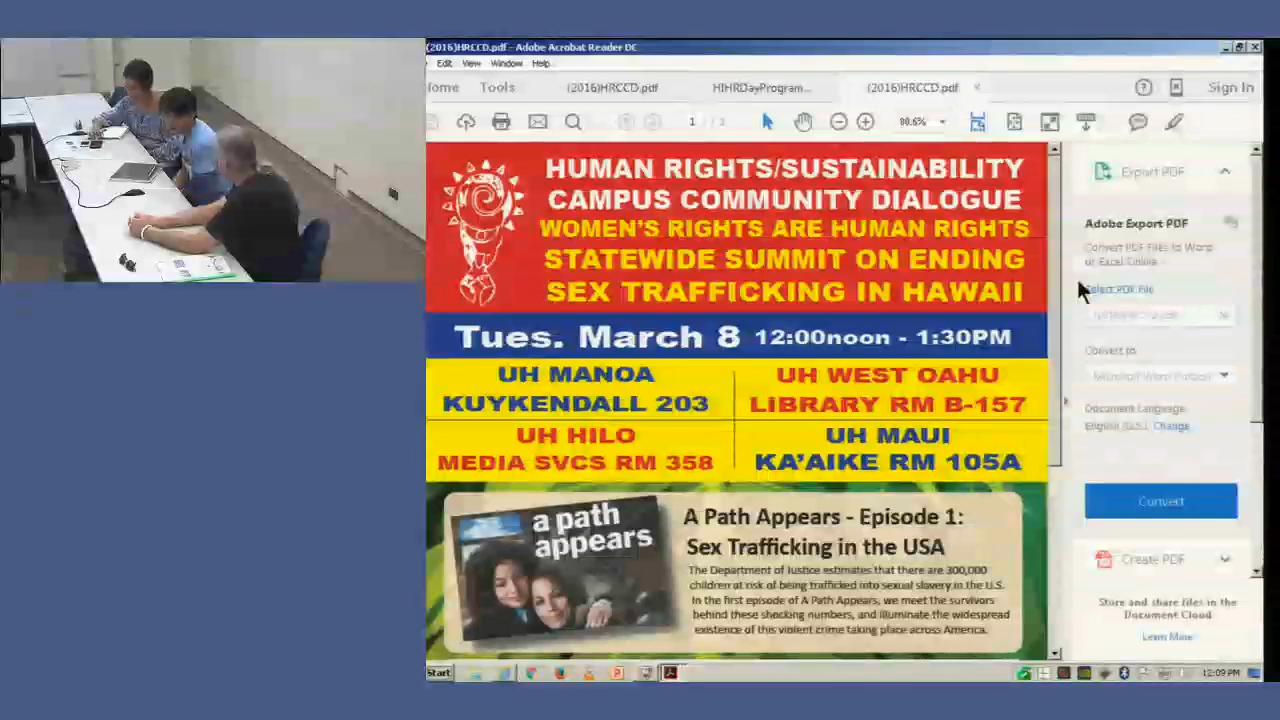 (2016)HRCCD.pdf - Adobe Acrobat Reader DC
Edit View Window Help
Tools (2016)HRCCD.pdf HIHRDayProgram... (2016)HRCCD.pdf × Sign In
1 98.6%
HUMAN RIGHTS/SUSTAINABILITY
CAMPUS COMMUNITY DIALOGUE
WOMEN'S RIGHTS ARE HUMAN RIGHTS
STATEWIDE SUMMIT ON ENDING
SEX TRAFFICKING IN HAWAII
Tues. March 8 12:00noon - 1:30PM
UH MANOA
KUYKENDALL 203
UH WEST OAHU
LIBRARY RM B-157
UH HILO
MEDIA SVCS RM 358
UH MAUI
KA'AIKE RM 105A
a path
appears
A Path Appears - Episode 1:
Sex Trafficking in the USA
The Department of Justice estimates that there are 300,000
children at risk of being trafficked into sexual slavery in the U.S.
In the first episode of A Path Appears, we meet the survivors
behind these shocking numbers, and illuminate the widespread
existence of this violent crime taking place across America.
Export PDF
Adobe Export PDF
Convert PDF Files to Word
or Excel Online
Select PDF File
Convert to
Document Language:
Change
Convert
Create PDF
Store and share files in the
Document Cloud
Learn More
Start
12:09 PM